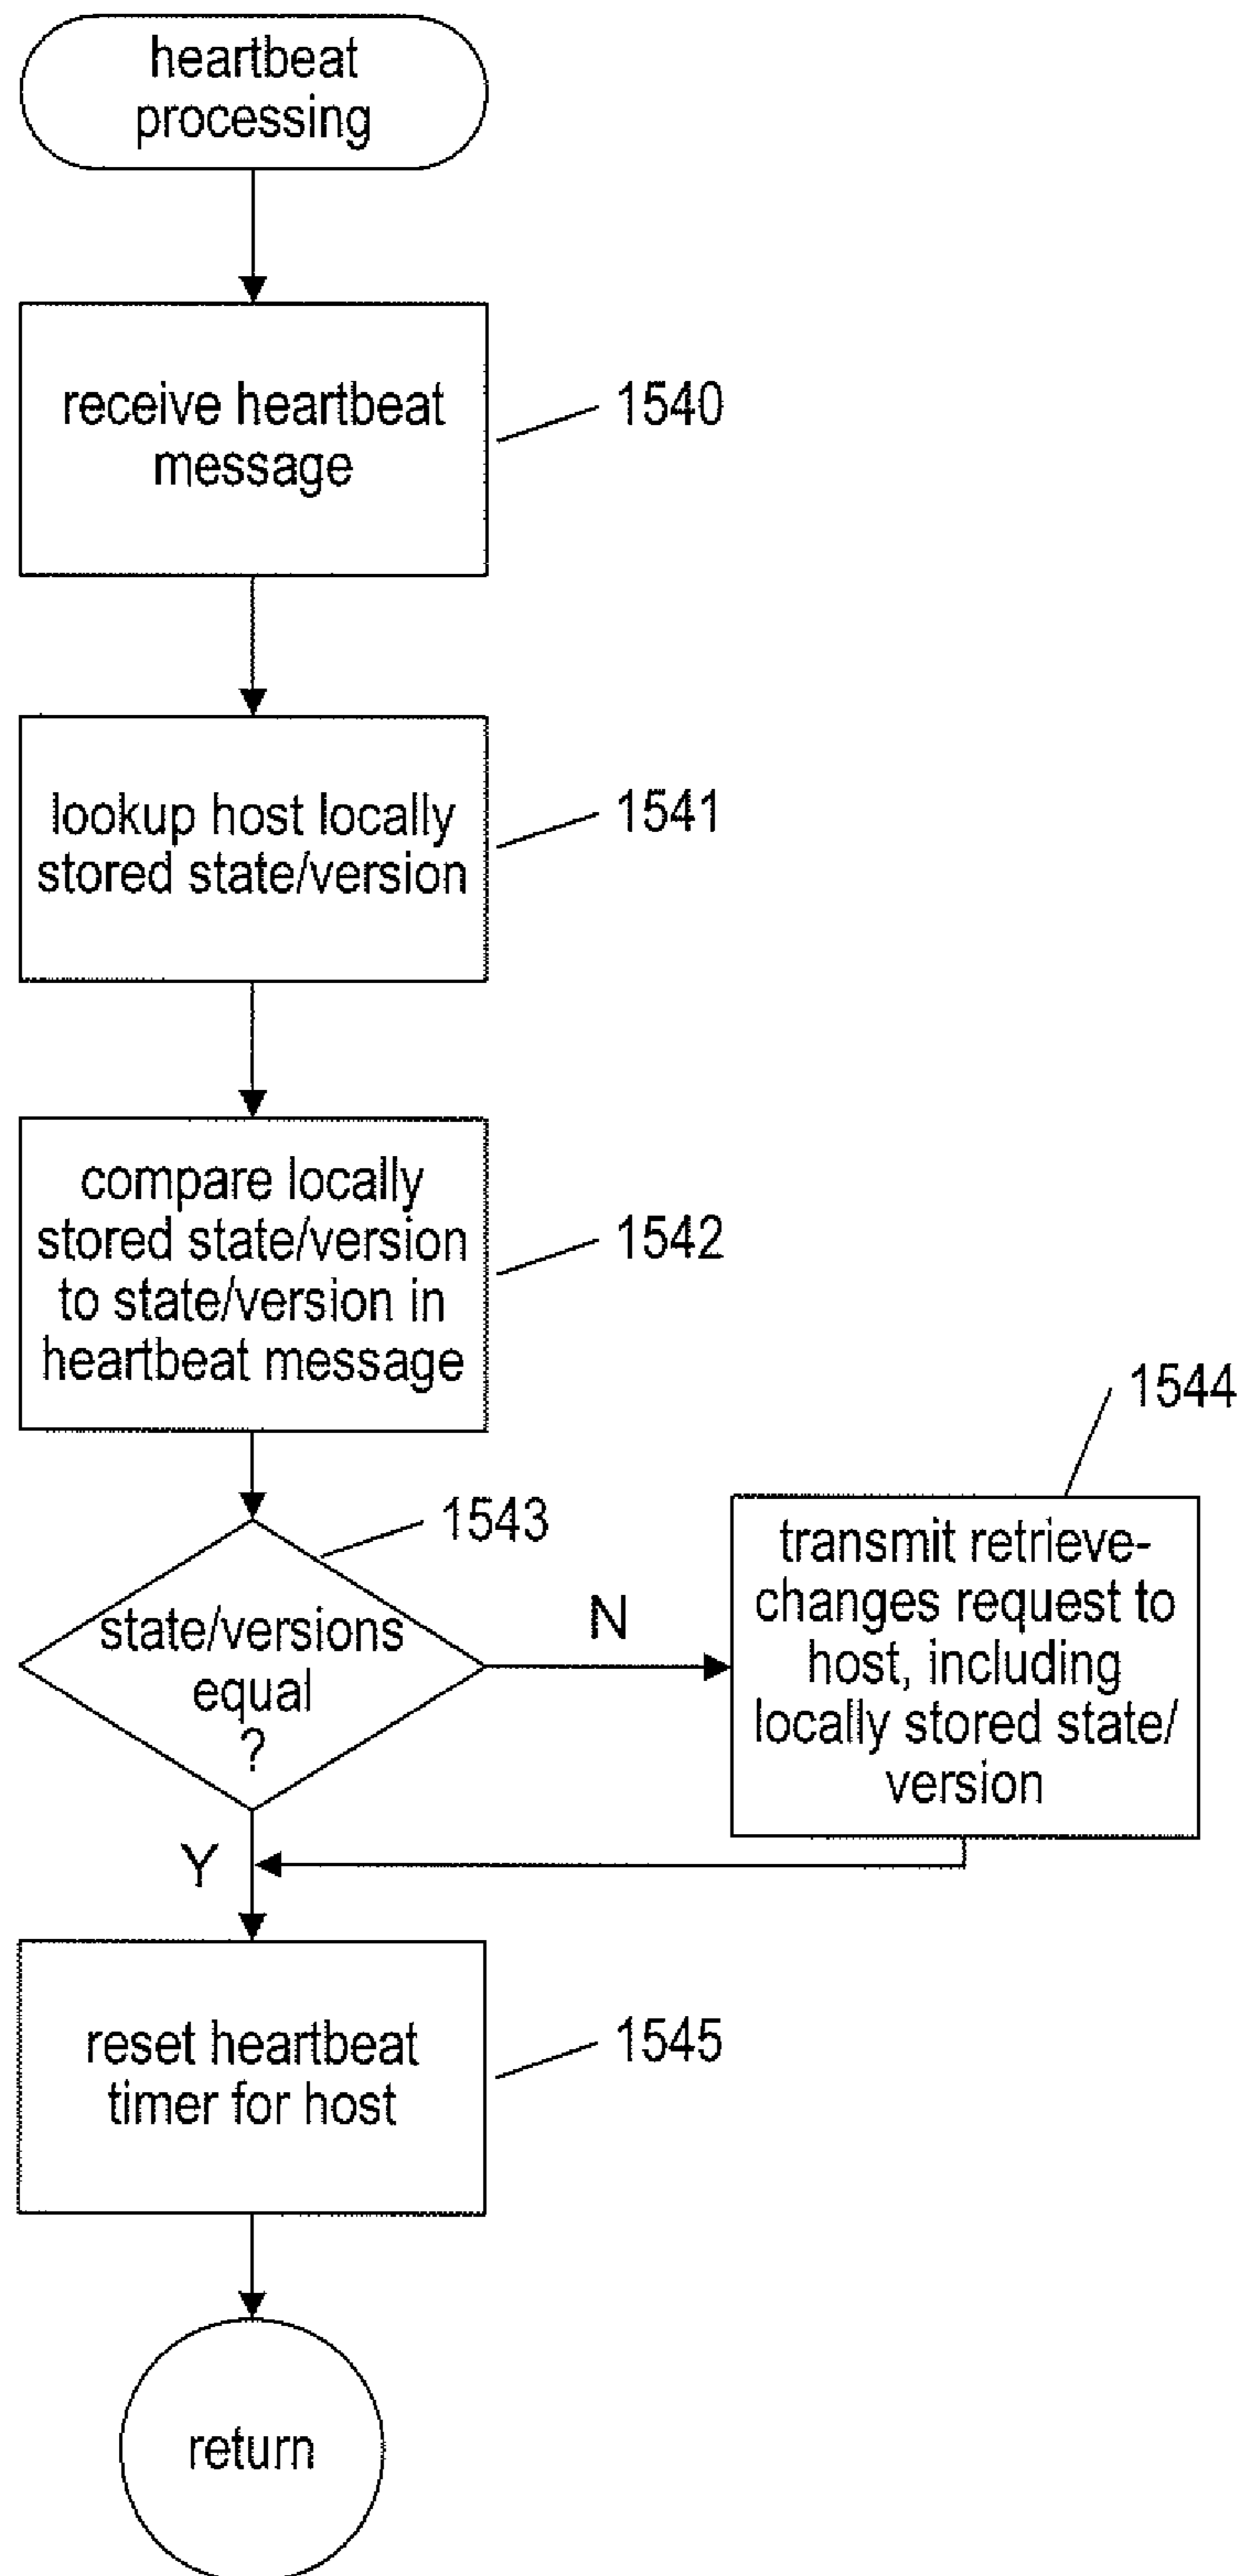 heartbeat
processing
receive heartbeat
message
1540
lookup host locally
stored state/version
1541
compare locally
stored state/version
to state/version in
heartbeat message
1542
1543
state/versions
equal
?
N
Y
1544
transmit retrieve-
changes request to
host, including
locally stored state/
version
reset heartbeat
timer for host
1545
return